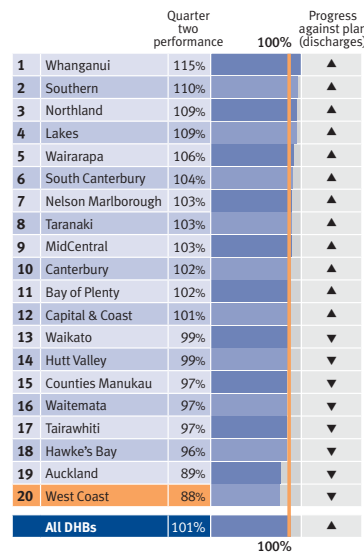 Quarter two performance
100%
Progress against plan (discharges)
1 Whanganui 115% ▲
2 Southern 110% ▲
3 Northland 109% ▲
4 Lakes 109% ▲
5 Wairarapa 106% ▲
6 South Canterbury 104% ▲
7 Nelson Marlborough 103% ▲
8 Taranaki 103% ▲
9 MidCentral 103% ▲
10 Canterbury 102% ▲
11 Bay of Plenty 102% ▲
12 Capital & Coast 101% ▲
13 Waikato 99% ▼
14 Hutt Valley 99% ▼
15 Counties Manukau 97% ▼
16 Waitemata 97% ▼
17 Tairawhiti 97% ▼
18 Hawke's Bay 96% ▼
19 Auckland 89% ▼
20 West Coast 88% ▼
All DHBs 101% ▲
100%